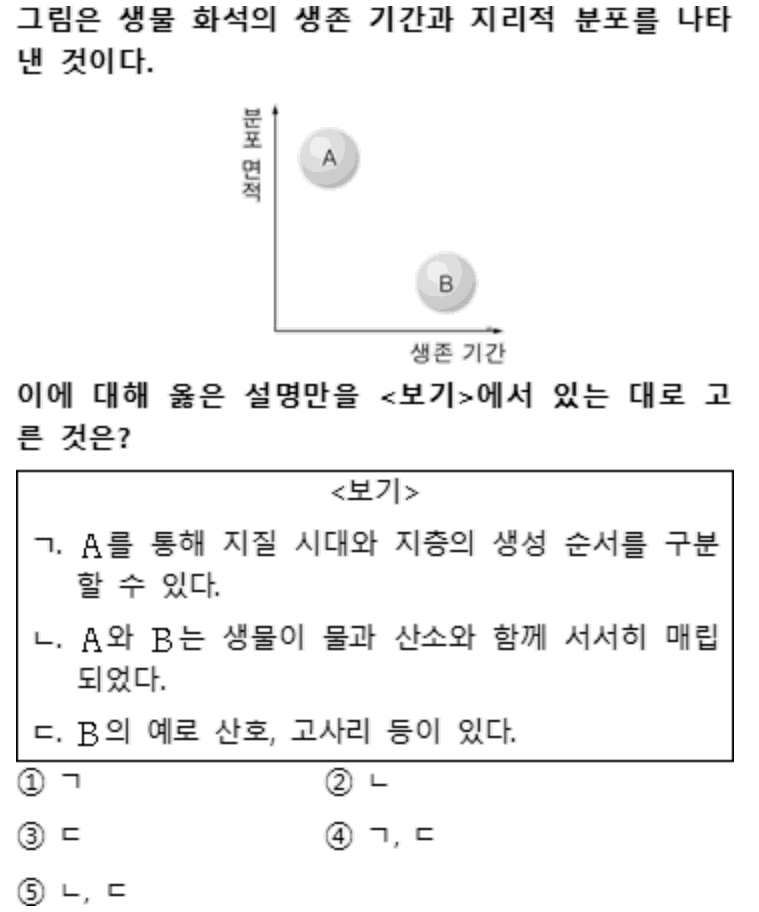 그림은 생물 화석의 생존 기간과 지리적 분포를 나타
낸 것이다.
분포 면적
A
B
생존 기간
이에 대해 옳은 설명만을 <보기>에서 있는 대로 고
른 것은?
<보기>
ㄱ. A를 통해 지질 시대와 지층의 생성 순서를 구분
할 수 있다.
ㄴ. A와 B는 생물이 물과 산소와 함께 서서히 매립
되었다.
ㄷ. B의 예로 산호, 고사리 등이 있다.
① ㄱ ② ㄴ
③ ㄷ ④ ㄱ, ㄷ
⑤ ㄴ, ㄷ